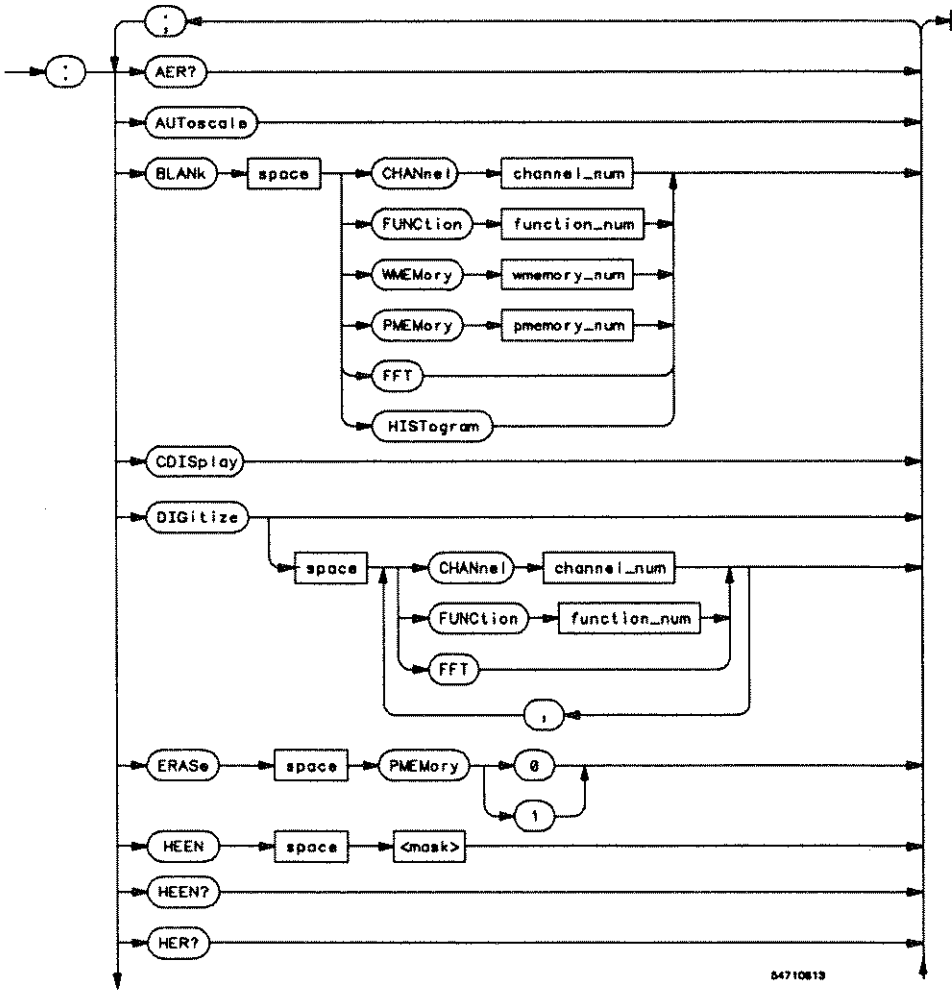 ;
:
AER?
AUToscale
BLANk space CHANnel channel_num
FUNCtion function_num
WMEMory wmemory_num
PMEMory pmemory_num
FFT
HISTogram
CDISplay
DIGitize
space CHANnel channel_num
FUNCtion function_num
FFT
,
ERASe space PMEMory 0
1
HEEN space <mask>
HEEN?
HER?
54710613